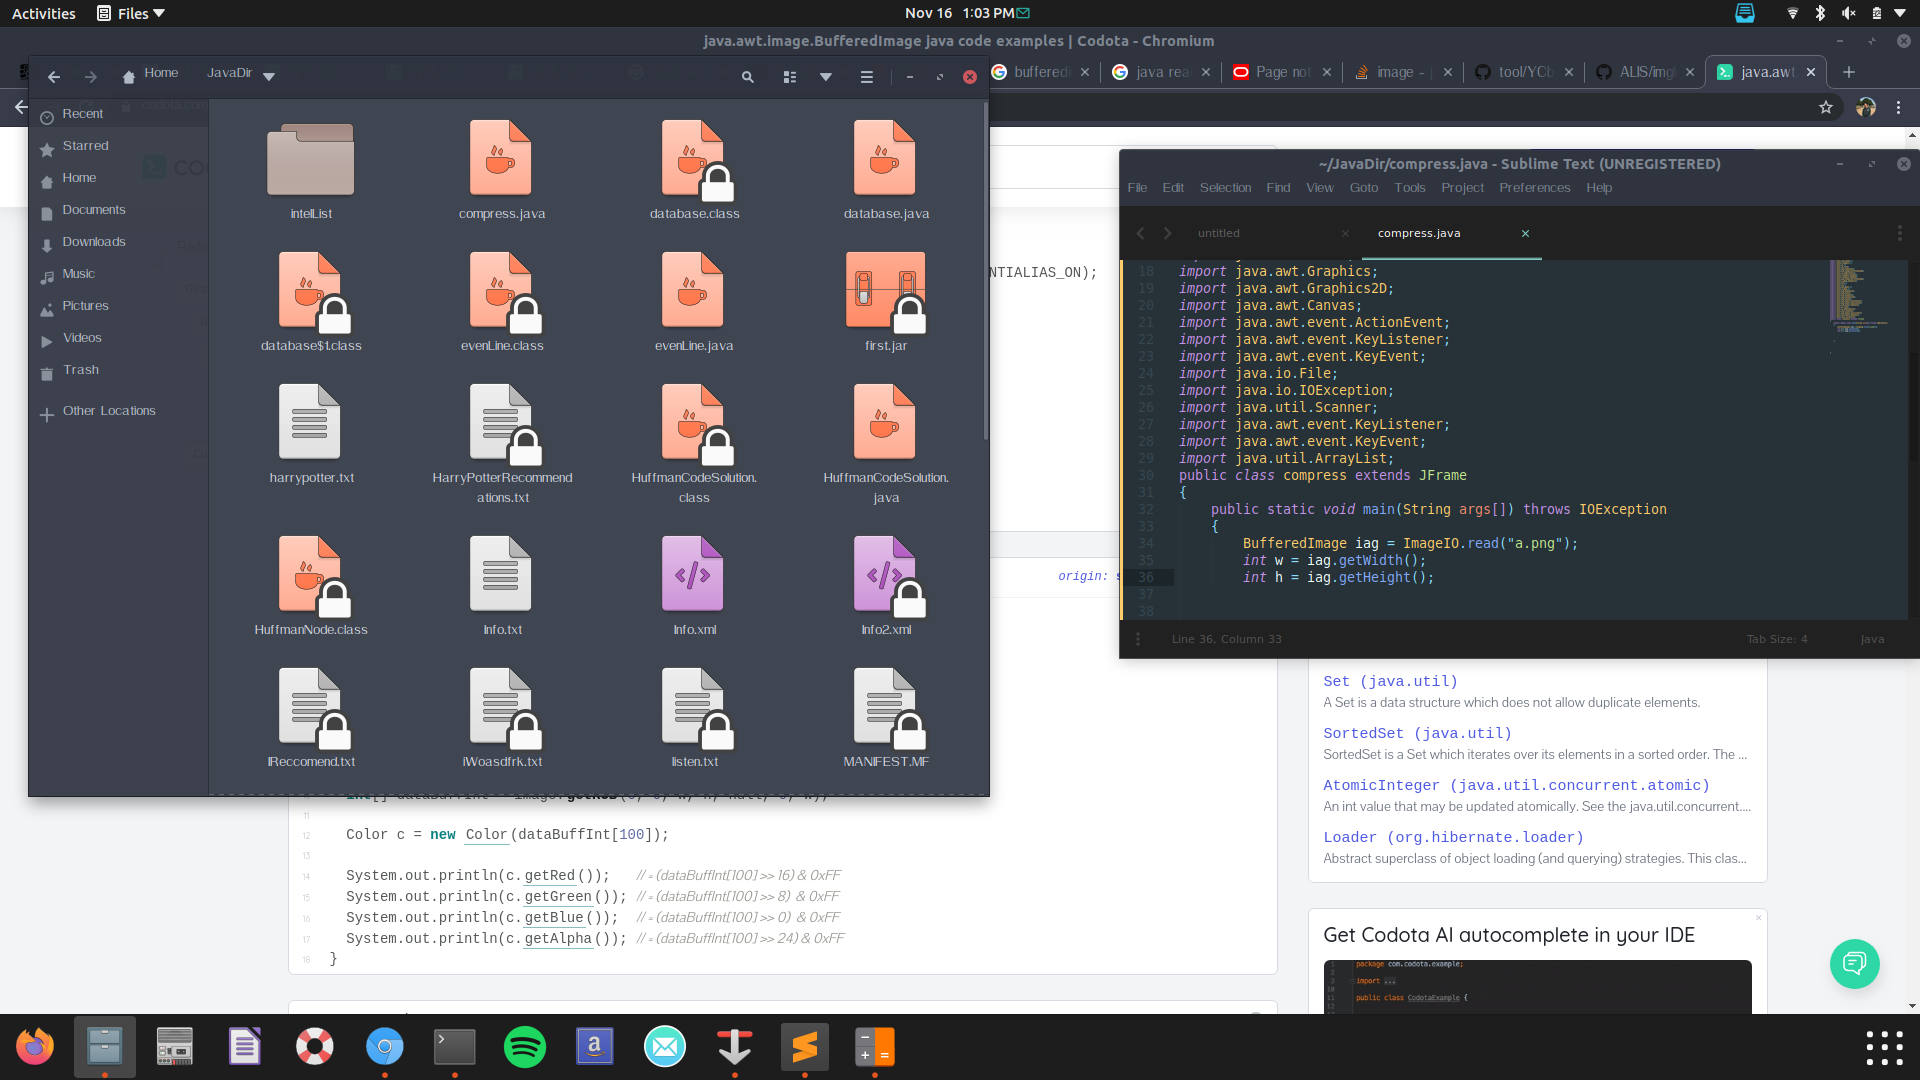 Activities Files Nov 16 1:03 PM
java.awt.image.BufferedImage java code examples | Codota - Chromium
Home JavaDir
buffered java rea Page not image - tool/YCb ALIS/img java.awt.
Recent
Starred
Home
Documents
Downloads
Music
Pictures
Videos
Trash
Other Locations
intelList compress.java database.class database.java
database$1.class evenLine.class evenLine.java first.jar
harrypotter.txt HarryPotterRecommendations.txt HuffmanCodeSolution.class HuffmanCodeSolution.java
HuffmanNode.class Info.txt Info.xml Info2.xml
IReccomend.txt iWoasdfrk.txt listen.txt MANIFEST.MF
NTIALIAS_ON);
origin: s
~/JavaDir/compress.java - Sublime Text (UNREGISTERED)
File Edit Selection Find View Goto Tools Project Preferences Help
untitled compress.java
18 import java.awt.Graphics;
19 import java.awt.Graphics2D;
20 import java.awt.Canvas;
21 import java.awt.event.ActionEvent;
22 import java.awt.event.KeyListener;
23 import java.awt.event.KeyEvent;
24 import java.io.File;
25 import java.io.IOException;
26 import java.util.Scanner;
27 import java.awt.event.KeyListener;
28 import java.awt.event.KeyEvent;
29 import java.util.ArrayList;
30 public class compress extends JFrame
31 {
32 public static void main(String args[]) throws IOException
33 {
34 BufferedImage iag = ImageIO.read("a.png");
35 int w = iag.getWidth();
36 int h = iag.getHeight();
37
38
Line 36, Column 33 Tab Size: 4 Java
11
12 Color c = new Color(dataBuffInt[100]);
13
14 System.out.println(c.getRed()); // = (dataBuffInt[100] >> 16) & 0xFF
15 System.out.println(c.getGreen()); // = (dataBuffInt[100] >> 8) & 0xFF
16 System.out.println(c.getBlue()); // = (dataBuffInt[100] >> 0) & 0xFF
17 System.out.println(c.getAlpha()); // = (dataBuffInt[100] >> 24) & 0xFF
18 }
Set (java.util)
A Set is a data structure which does not allow duplicate elements.
SortedSet (java.util)
SortedSet is a Set which iterates over its elements in a sorted order. The ...
AtomicInteger (java.util.concurrent.atomic)
An int value that may be updated atomically. See the java.util.concurrent....
Loader (org.hibernate.loader)
Abstract superclass of object loading (and querying) strategies. This clas...
Get Codota AI autocomplete in your IDE
package com.codota.example;
import ...
public class CodotaExample {